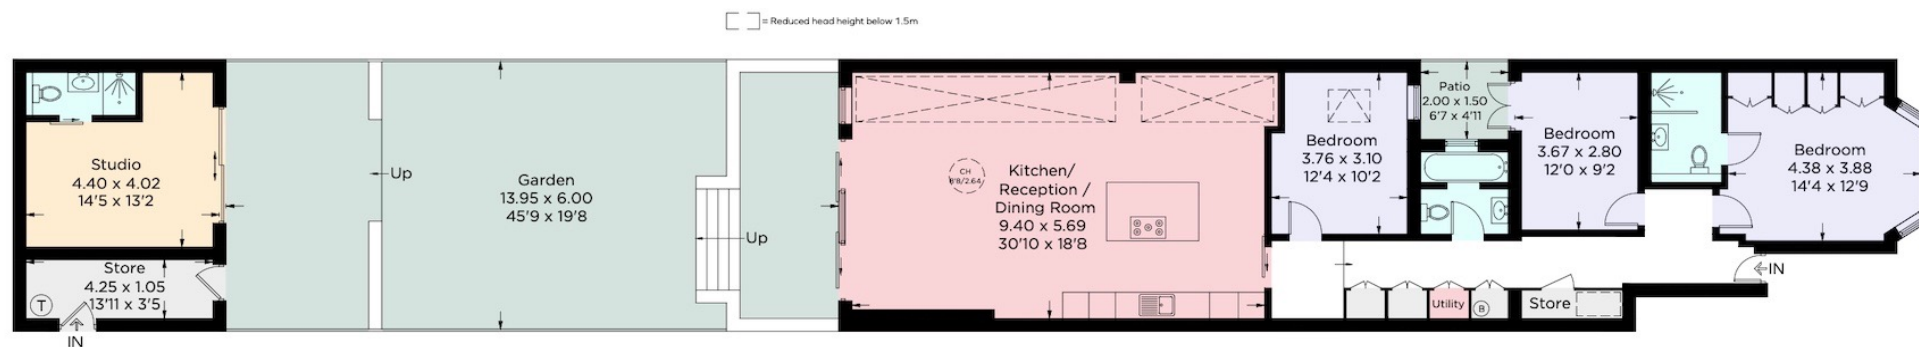 = Reduced head height below 1.5m
Studio
4.40 x 4.02
14'5 x 13'2
Store
4.25 x 1.05
13'11 x 3'5
T
IN
Up
Garden
13.95 x 6.00
45'9 x 19'8
Up
CH
8'8/2.64
Kitchen/
Reception /
Dining Room
9.40 x 5.69
30'10 x 18'8
Bedroom
3.76 x 3.10
12'4 x 10'2
Patio
2.00 x 1.50
6'7 x 4'11
Bedroom
3.67 x 2.80
12'0 x 9'2
Bedroom
4.38 x 3.88
14'4 x 12'9
IN
Utility
B
Store